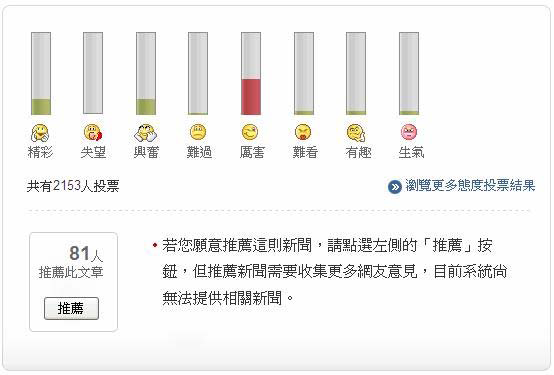 精彩 失望 興奮 難過 厲害 難看 有趣 生氣
共有2153人投票 瀏覽更多態度投票結果
81人
推薦此文章
推薦
若您願意推薦這則新聞，請點選左側的「推薦」按
鈕，但推薦新聞需要收集更多網友意見，目前系統尚
無法提供相關新聞。